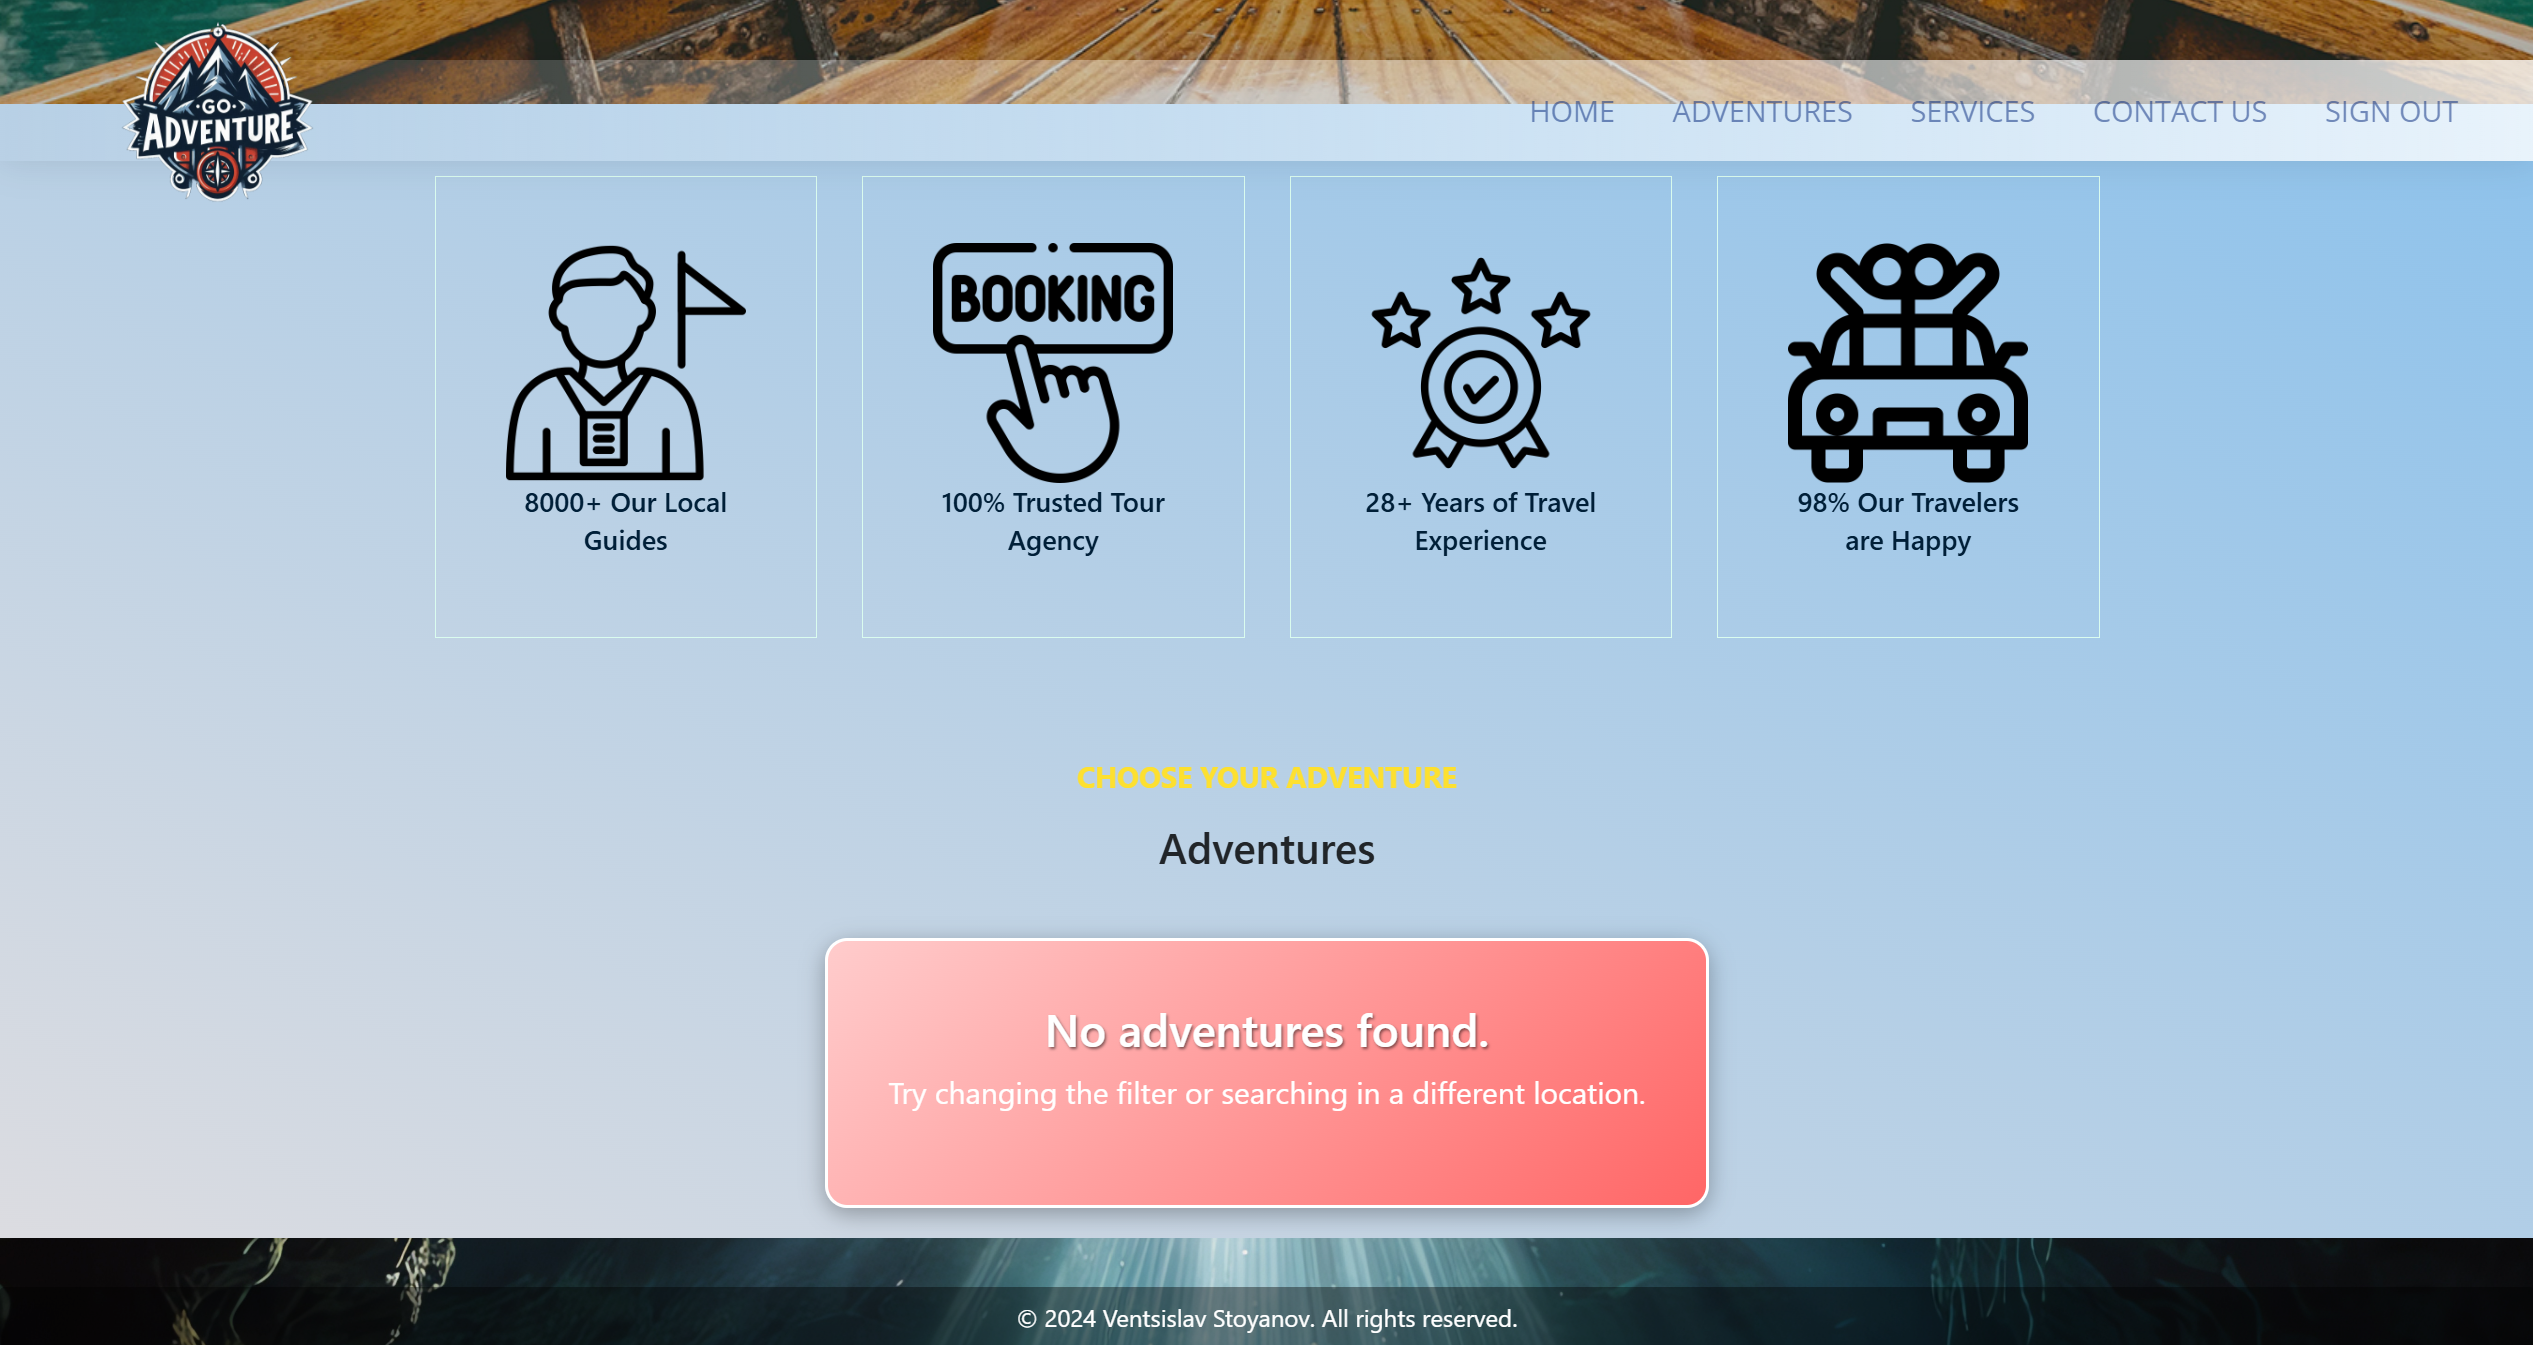 GO
ADVENTURE
HOME ADVENTURES SERVICES CONTACT US SIGN OUT
BOOKING
8000+ Our Local
Guides
100% Trusted Tour
Agency
28+ Years of Travel
Experience
98% Our Travelers
are Happy
CHOOSE YOUR ADVENTURE
Adventures
No adventures found.
Try changing the filter or searching in a different location.
© 2024 Ventsislav Stoyanov. All rights reserved.